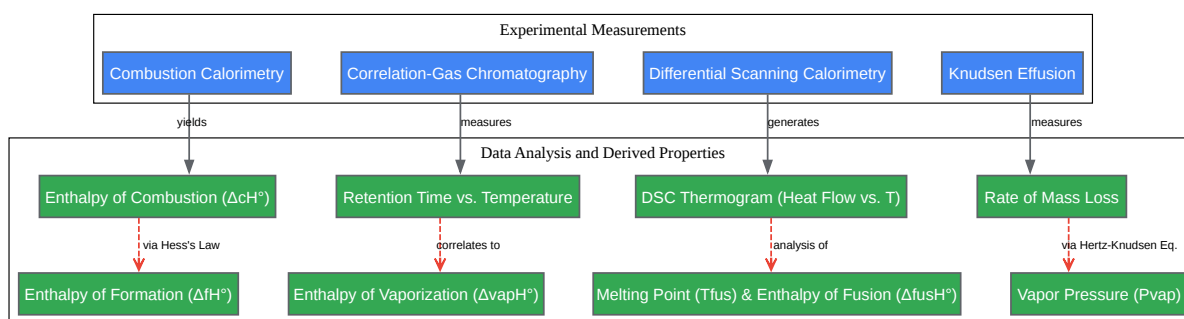 Experimental Measurements
Combustion Calorimetry
Correlation-Gas Chromatography
Differential Scanning Calorimetry
Knudsen Effusion
yields
measures
generates
measures
Data Analysis and Derived Properties
Enthalpy of Combustion (ΔcH°)
Retention Time vs. Temperature
DSC Thermogram (Heat Flow vs. T)
Rate of Mass Loss
via Hess's Law
correlates to
analysis of
via Hertz-Knudsen Eq.
Enthalpy of Formation (ΔfH°)
Enthalpy of Vaporization (ΔvapH°)
Melting Point (Tfus) & Enthalpy of Fusion (ΔfusH°)
Vapor Pressure (Pvap)